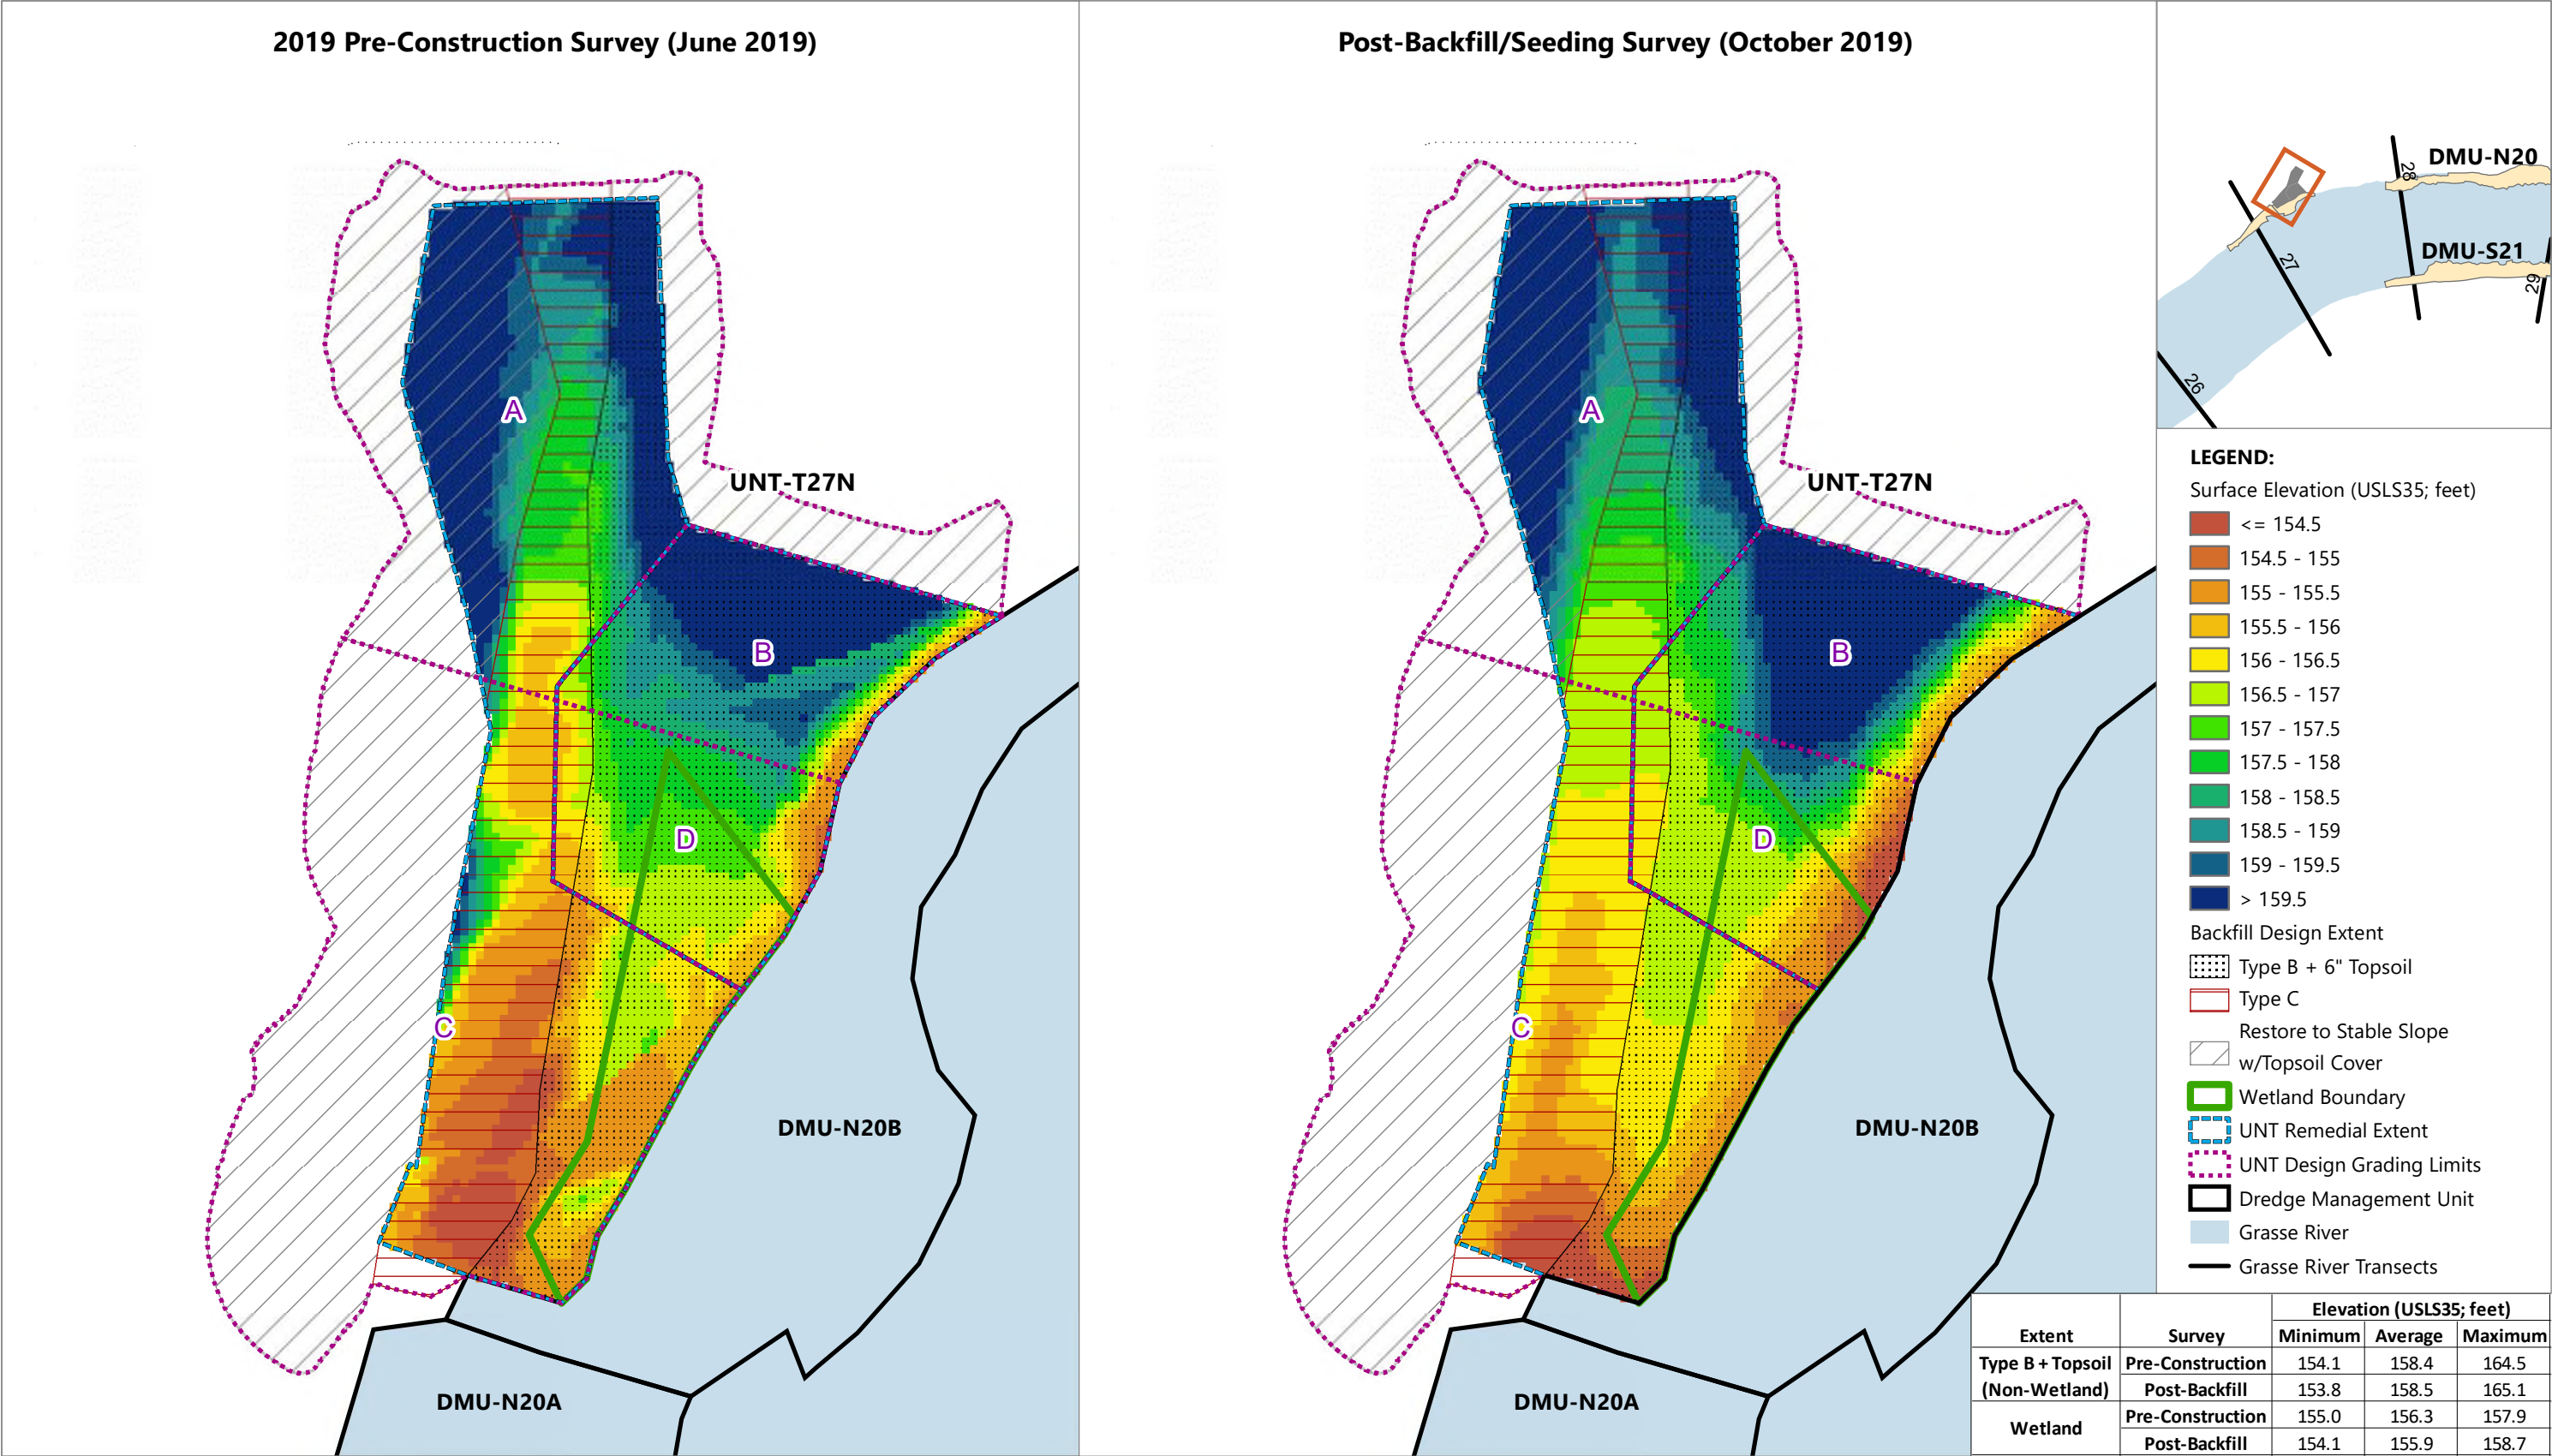 2019 Pre-Construction Survey (June 2019)
A
UNT-T27N
B
D
C
DMU-N20B
DMU-N20A
Post-Backfill/Seeding Survey (October 2019)
A
UNT-T27N
B
D
C
DMU-N20B
DMU-N20A
28
DMU-N20
DMU-S21
27
29
26
LEGEND:
Surface Elevation (USLS35; feet)
<= 154.5
154.5 - 155
155 - 155.5
155.5 - 156
156 - 156.5
156.5 - 157
157 - 157.5
157.5 - 158
158 - 158.5
158.5 - 159
159 - 159.5
> 159.5
Backfill Design Extent
Type B + 6" Topsoil
Type C
Restore to Stable Slope
w/Topsoil Cover
Wetland Boundary
UNT Remedial Extent
UNT Design Grading Limits
Dredge Management Unit
Grasse River
Grasse River Transects
Elevation (USLS35; feet)
Extent Survey Minimum Average Maximum
Type B + Topsoil Pre-Construction 154.1 158.4 164.5
(Non-Wetland) Post-Backfill 153.8 158.5 165.1
Wetland Pre-Construction 155.0 156.3 157.9
Post-Backfill 154.1 155.9 158.7